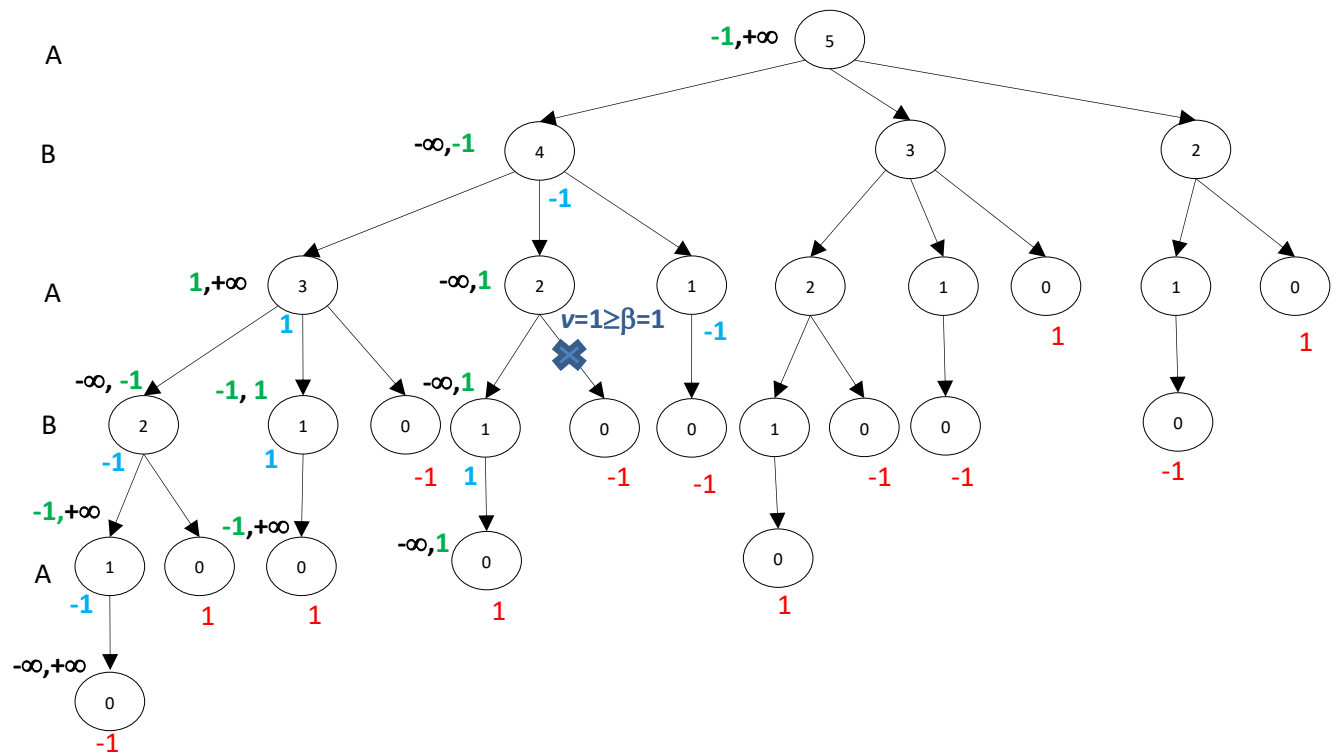 A -1,+∞ 5
B -∞,-1 4 3 2
-1
A 1,+∞ 3 -∞,1 2 1 2 1 0 1 0
1 v=1≥β=1 -1 1 1
-∞, -1 -1, 1 -∞,1
B 2 1 0 1 0 0 1 0 0 0
-1 1 -1 1 -1 -1 -1 -1 -1
-1,+∞ -1,+∞ -∞,1
A 1 0 0 0 0
-1 1 1 1 1
-∞,+∞
0
-1